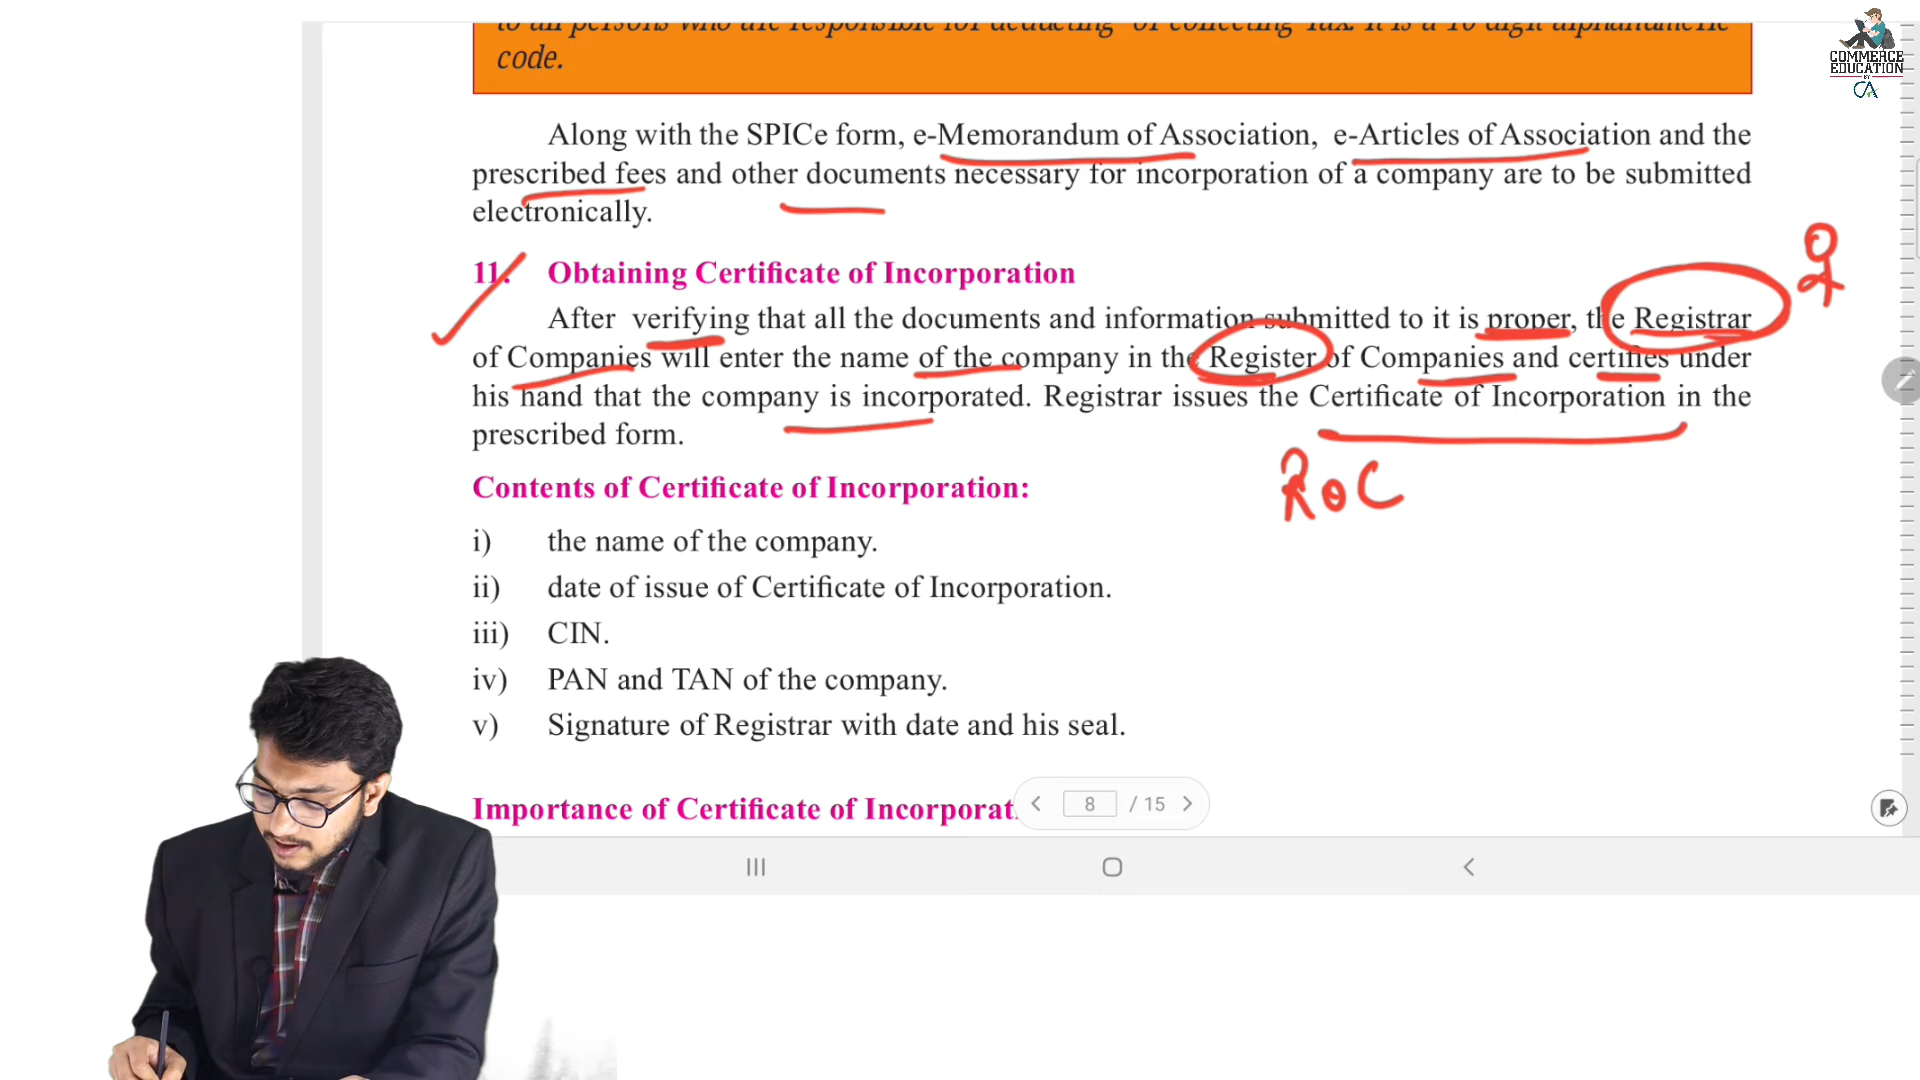 code.
COMMERCE
EDUCATION
BY
CA
Along with the SPICe form, e-Memorandum of Association, e-Articles of Association and the
prescribed fees and other documents necessary for incorporation of a company are to be submitted
electronically.
11. Obtaining Certificate of Incorporation
After verifying that all the documents and information submitted to it is proper, the Registrar
of Companies will enter the name of the company in the Register of Companies and certifies under
his hand that the company is incorporated. Registrar issues the Certificate of Incorporation in the
prescribed form.
ROC
Contents of Certificate of Incorporation:
i) the name of the company.
ii) date of issue of Certificate of Incorporation.
iii) CIN.
iv) PAN and TAN of the company.
v) Signature of Registrar with date and his seal.
Importance of Certificate of Incorporat
8 / 15